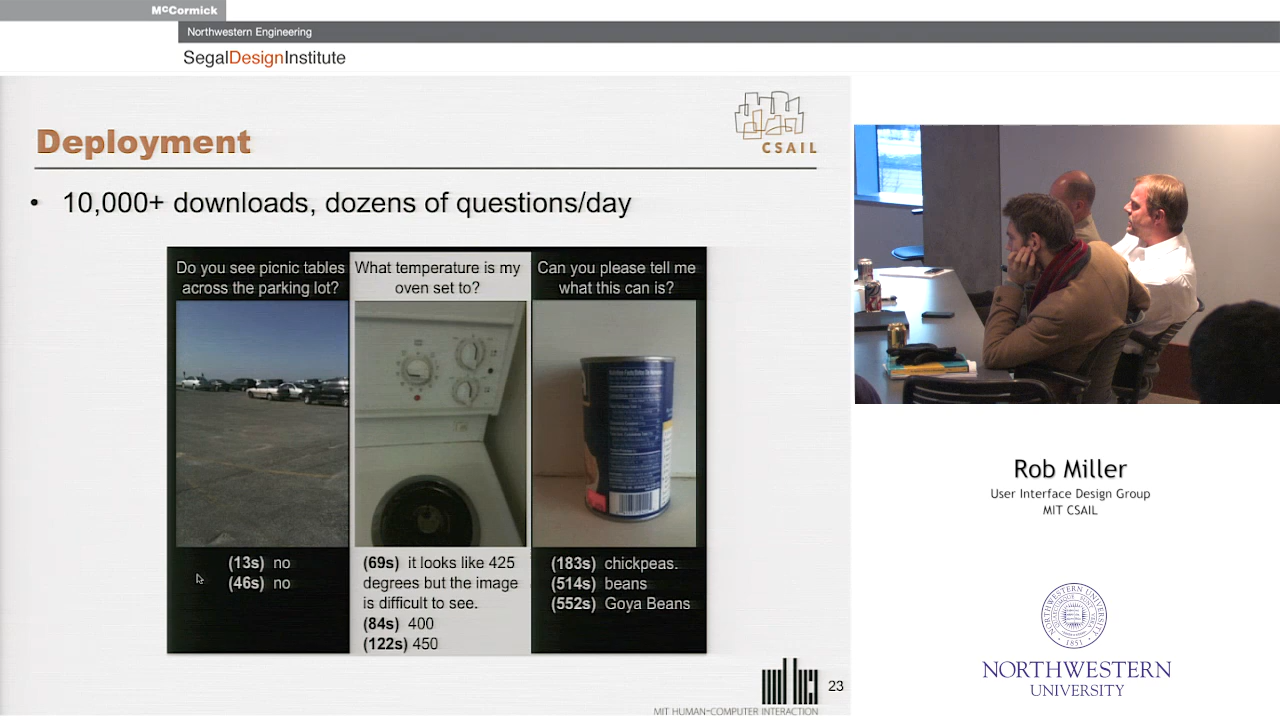 McCormick
Northwestern Engineering
SegalDesignInstitute
Deployment
CSAIL
• 10,000+ downloads, dozens of questions/day
Do you see picnic tables
across the parking lot?
What temperature is my
oven set to?
Can you please tell me
what this can is?
(13s) no
(46s) no
(69s) it looks like 425
degrees but the image
is difficult to see.
(84s) 400
(122s) 450
(183s) chickpeas.
(514s) beans
(552s) Goya Beans
23
MIT HUMAN-COMPUTER INTERACTION
Rob Miller
User Interface Design Group
MIT CSAIL
1851
NORTHWESTERN
UNIVERSITY